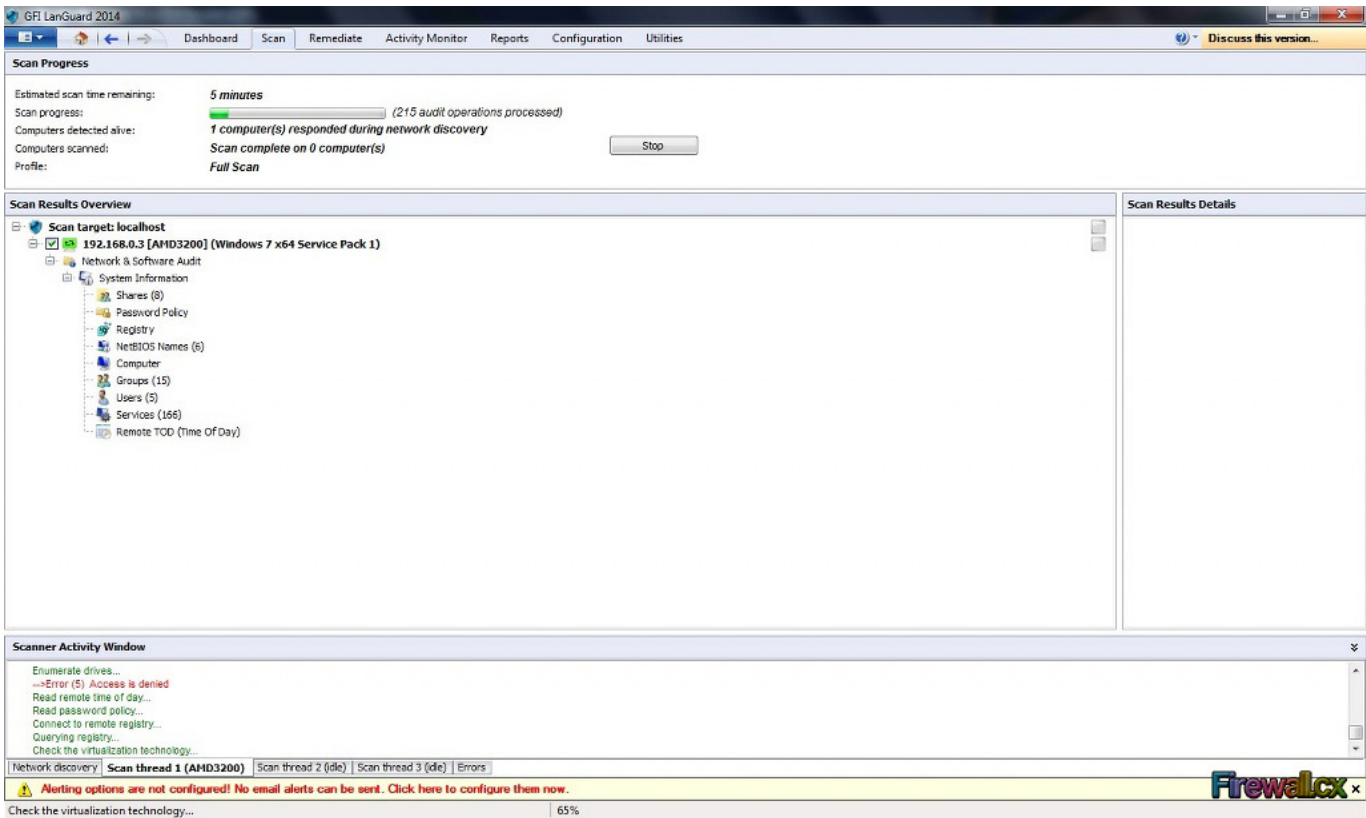 GFI LanGuard 2014
Dashboard Scan Remediate Activity Monitor Reports Configuration Utilities Discuss this version...
Scan Progress
Estimated scan time remaining: 5 minutes
Scan progress: (215 audit operations processed)
Computers detected alive: 1 computer(s) responded during network discovery
Computers scanned: Scan complete on 0 computer(s)
Stop
Profile: Full Scan
Scan Results Overview
Scan Results Details
Scan target: localhost
192.168.0.3 [AMD3200] (Windows 7 x64 Service Pack 1)
Network & Software Audit
System Information
Shares (8)
Password Policy
Registry
NetBIOS Names (6)
Computer
Groups (15)
Users (5)
Services (166)
Remote TOD (Time Of Day)
Scanner Activity Window
Enumerate drives...
-->Error (5) Access is denied
Read remote time of day...
Read password policy...
Connect to remote registry...
Querying registry...
Check the virtualization technology...
Network discovery Scan thread 1 (AMD3200) Scan thread 2 (idle) Scan thread 3 (idle) Errors
Alerting options are not configured! No email alerts can be sent. Click here to configure them now.
Firewall.cx
Check the virtualization technology... 65%